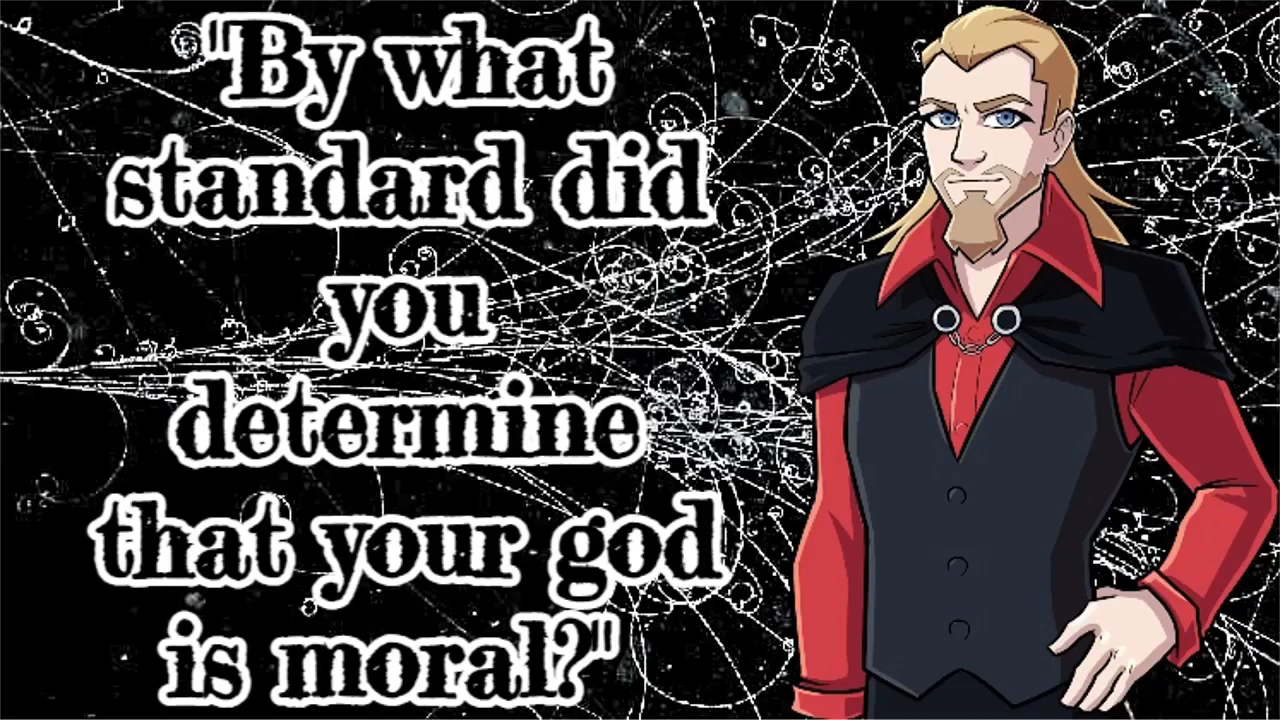 "By what
standard did
you
determine
that your god
is moral?"